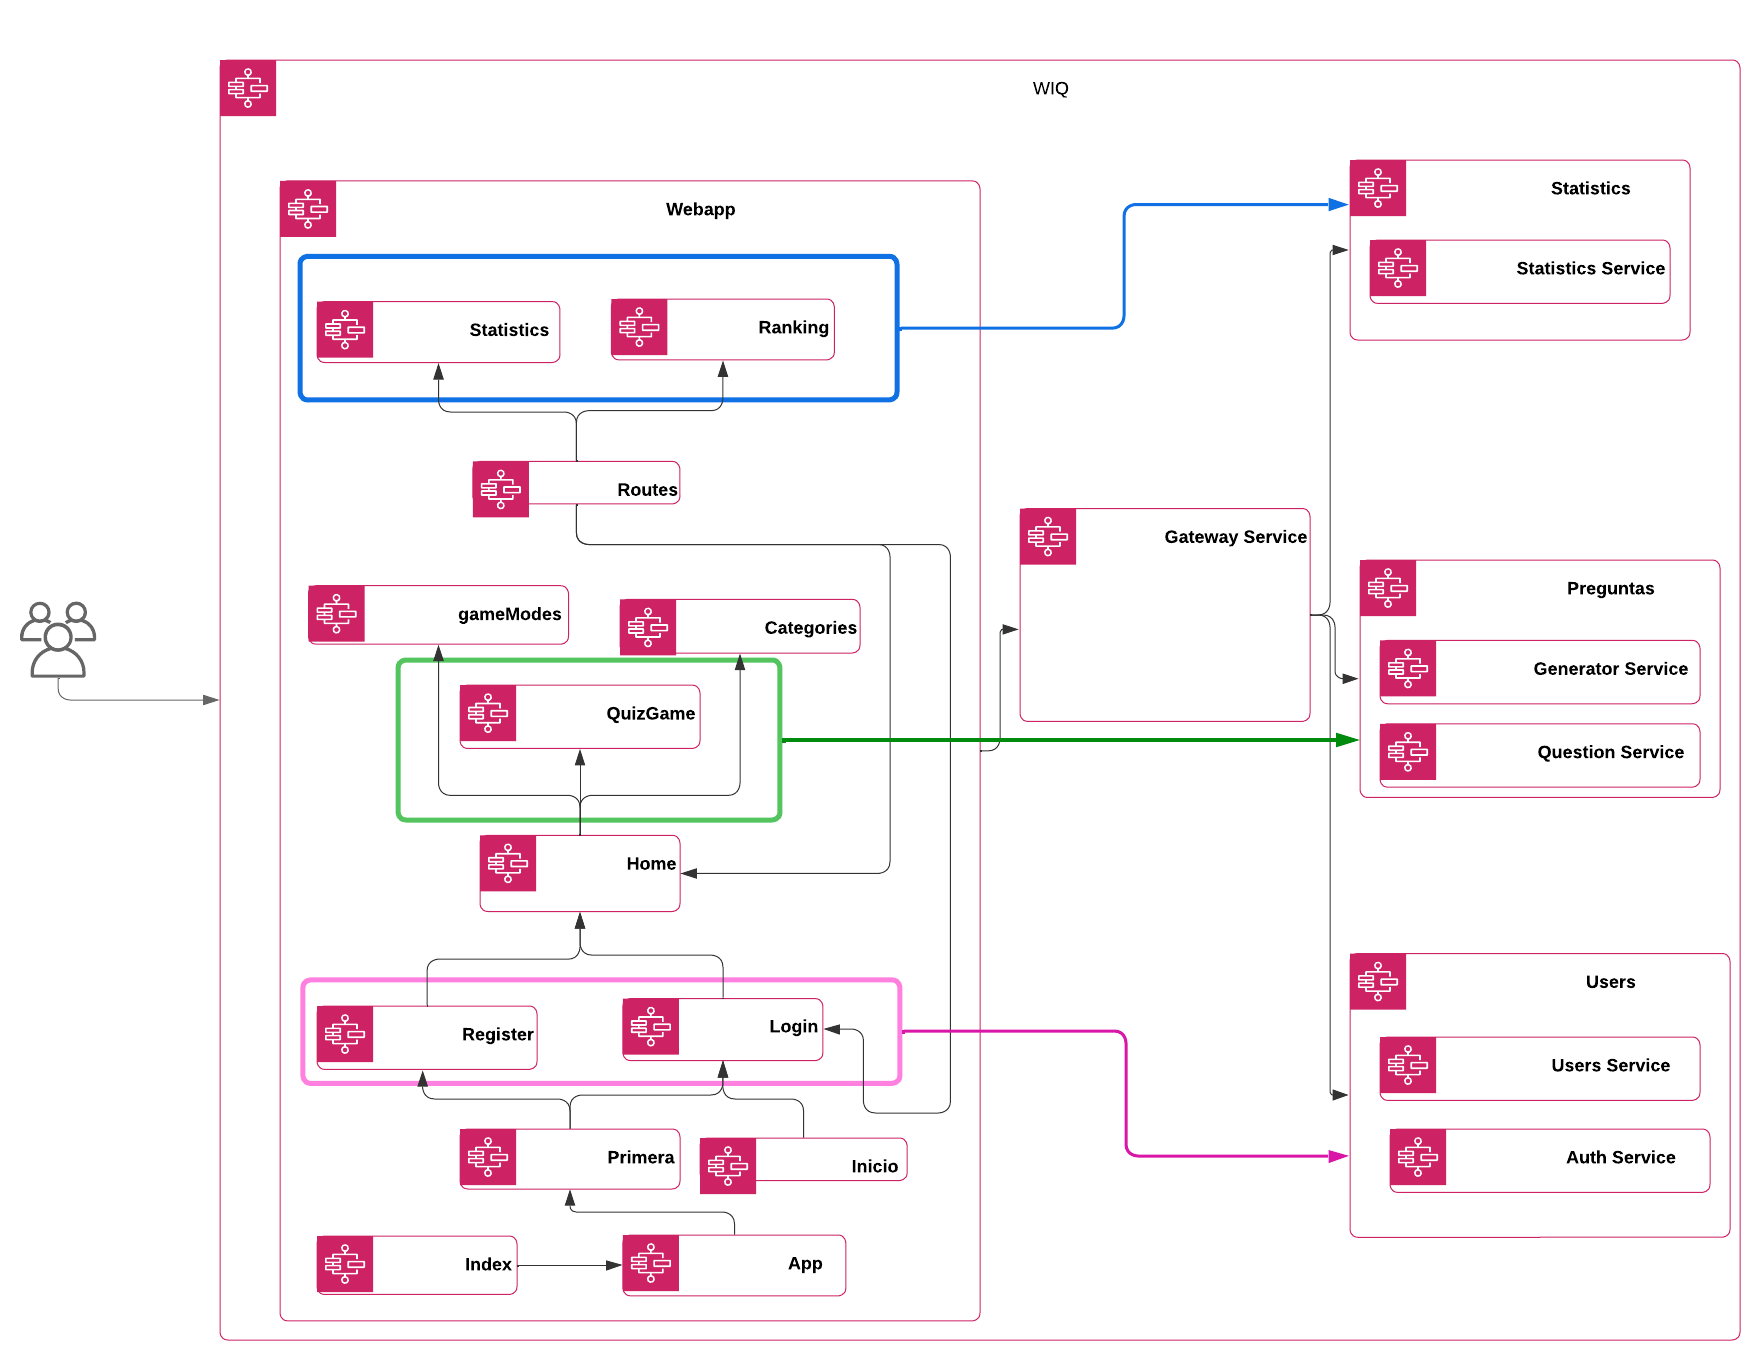 WIQ
Webapp
Statistics
Ranking
Routes
gameModes
Categories
QuizGame
Home
Register
Login
Primera
Inicio
Index
App
Gateway Service
Statistics
Statistics Service
Preguntas
Generator Service
Question Service
Users
Users Service
Auth Service